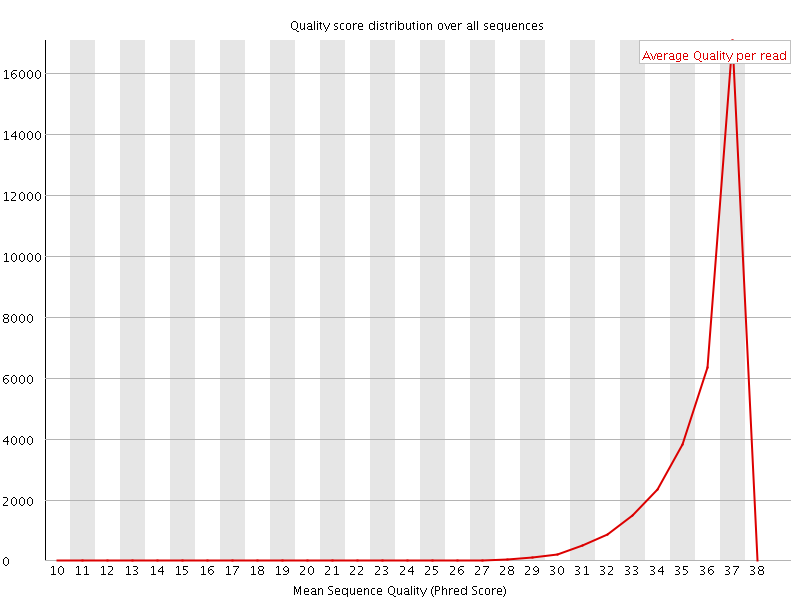 Quality score distribution over all sequences
Average Quality per read
16000
14000
12000
10000
8000
6000
4000
2000
0
10 11 12 13 14 15 16 17 18 19 20 21 22 23 24 25 26 27 28 29 30 31 32 33 34 35 36 37 38
Mean Sequence Quality (Phred Score)